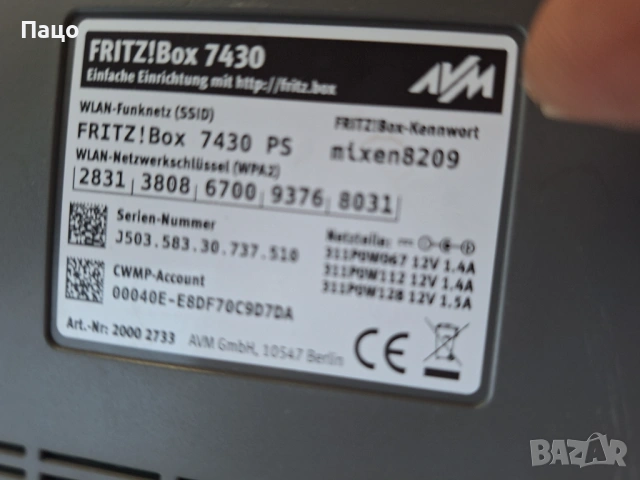 Пацо
FRITZ!Box 7430
Einfache Einrichtung mit http://fritz.box
AVM
WLAN-Funknetz (SSID)
FRITZ!Box 7430 PS
FRITZ!Box-Kennwort
mixen8209
WLAN-Netzwerkschlüssel (WPA2)
2831 3808 6700 9376 8031
Serien-Nummer
J503.583.30.737.510
Netzteile:
311P0W067 12V 1.4A
311P0W112 12V 1.4A
311P0W128 12V 1.5A
CWMP-Account
00040E-E8DF70C9D7DA
Art.-Nr: 2000 2733
AVM GmbH, 10547 Berlin
CE
BAZAR